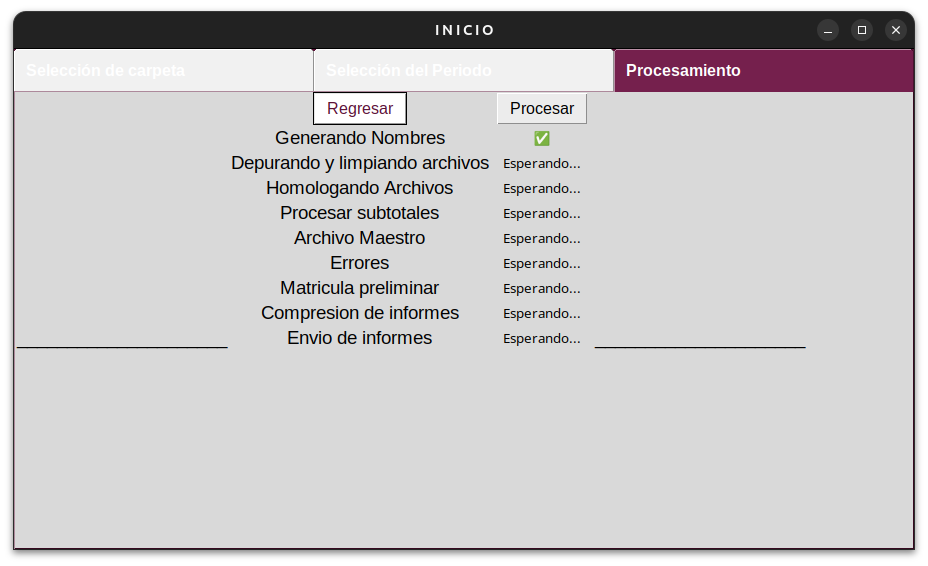 INICIO
Selección de carpeta Selección del Periodo Procesamiento
Regresar Procesar
Generando Nombres ✅
Depurando y limpiando archivos Esperando...
Homologando Archivos Esperando...
Procesar subtotales Esperando...
Archivo Maestro Esperando...
Errores Esperando...
Matricula preliminar Esperando...
Compresion de informes Esperando...
Envio de informes Esperando...